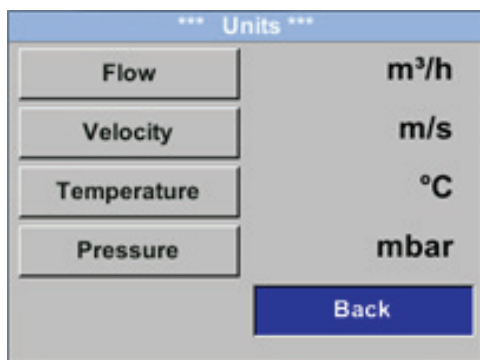 *** Units ***
Flow m³/h
Velocity m/s
Temperature °C
Pressure mbar
Back